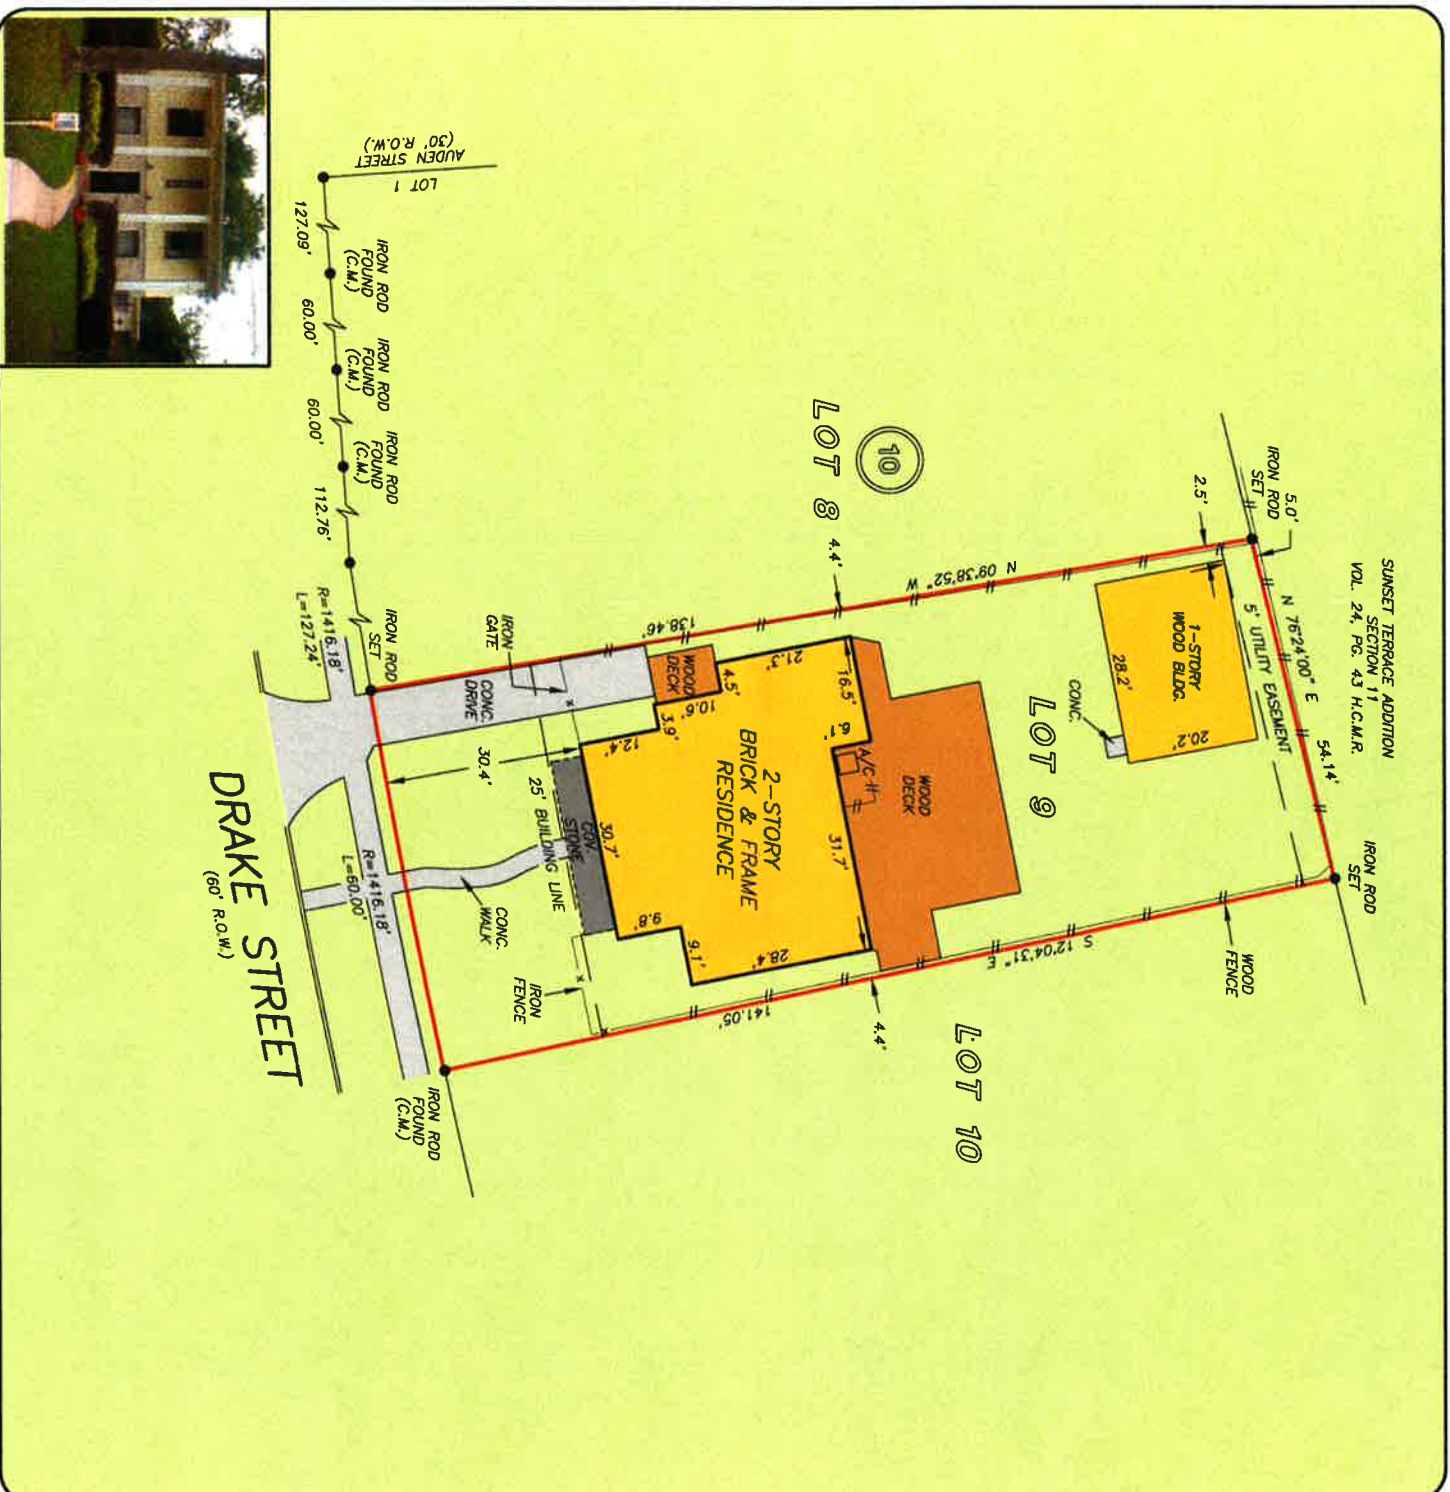 SUNSET TERRACE ADDITION
SECTION 11
VOL. 24, PG. 43 H.C.M.R.
5.0'
IRON ROD
SET
2.5'
N 76°24'00" E
54.14'
5' UTILITY EASEMENT
IRON ROD
SET
1-STORY
WOOD BLDG.
28.2'
20.2'
CONC.
WOOD
FENCE
LOT 9
10
LOT 8
LOT 10
4.4'
N 09°38'52" W
138.46'
S 12°04'31" E
141.05'
4.4'
WOOD
DECK
A/C
16.5'
6.1'
31.7'
21.3'
4.5'
10.6'
3.9'
12.4'
30.7'
9.8'
9.1'
28.4'
2-STORY
BRICK & FRAME
RESIDENCE
WOOD
DECK
COV.
STONE
25' BUILDING LINE
30.4'
IRON
GATE
CONC.
DRIVE
CONC.
WALK
IRON
FENCE
IRON ROD
SET
R=1416.18'
L=127.24'
R=1416.18'
L=60.00'
IRON ROD
FOUND
(C.M.)
IRON ROD
FOUND
(C.M.)
IRON ROD
FOUND
(C.M.)
IRON ROD
FOUND
(C.M.)
127.09'
60.00'
60.00'
112.76'
LOT 1
AUDEN STREET
(30' R.O.W.)
DRAKE STREET
(60' R.O.W.)